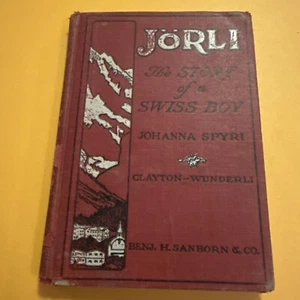 JÖRLI
The STORY
of a
SWISS BOY
JOHANNA SPYRI
CLAYTON-WUNDERLI
BENJ. H. SANBORN & CO.